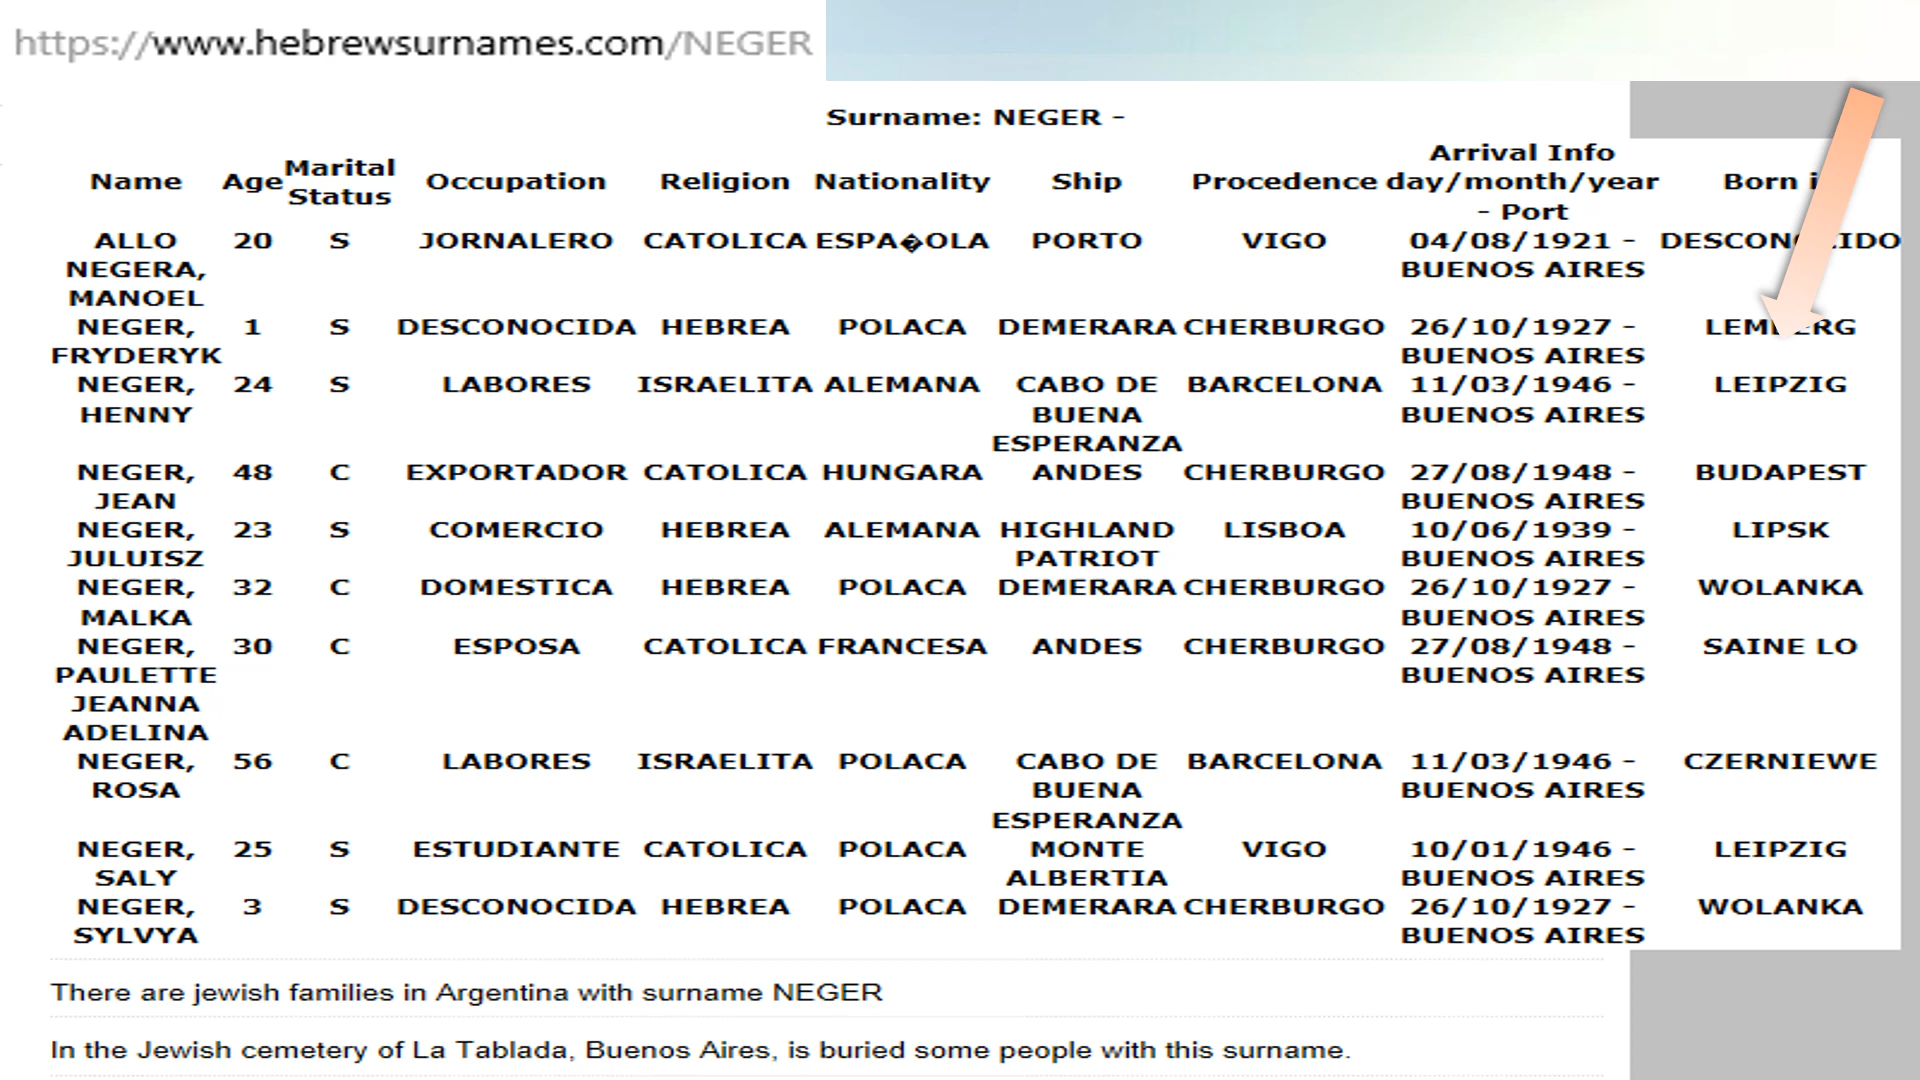 https://www.hebrewsurnames.com/NEGER
Surname: NEGER -
Name Age Marital Status Occupation Religion Nationality Ship Procedence Arrival Info day/month/year - Port Born
ALLO NEGERA, MANOEL 20 S JORNALERO CATOLICA ESPA�OLA PORTO VIGO 04/08/1921 - BUENOS AIRES DESCONOCIDO
NEGER, FRYDERYK 1 S DESCONOCIDA HEBREA POLACA DEMERARA CHERBURGO 26/10/1927 - BUENOS AIRES LEMBERG
NEGER, HENNY 24 S LABORES ISRAELITA ALEMANA CABO DE BUENA ESPERANZA BARCELONA 11/03/1946 - BUENOS AIRES LEIPZIG
NEGER, JEAN 48 C EXPORTADOR CATOLICA HUNGARA ANDES CHERBURGO 27/08/1948 - BUENOS AIRES BUDAPEST
NEGER, JULUISZ 23 S COMERCIO HEBREA ALEMANA HIGHLAND PATRIOT LISBOA 10/06/1939 - BUENOS AIRES LIPSK
NEGER, MALKA 32 C DOMESTICA HEBREA POLACA DEMERARA CHERBURGO 26/10/1927 - BUENOS AIRES WOLANKA
NEGER, PAULETTE JEANNA ADELINA 30 C ESPOSA CATOLICA FRANCESA ANDES CHERBURGO 27/08/1948 - BUENOS AIRES SAINE LO
NEGER, ROSA 56 C LABORES ISRAELITA POLACA CABO DE BUENA ESPERANZA BARCELONA 11/03/1946 - BUENOS AIRES CZERNIEWE
NEGER, SALY 25 S ESTUDIANTE CATOLICA POLACA MONTE ALBERTIA VIGO 10/01/1946 - BUENOS AIRES LEIPZIG
NEGER, SYLVYA 3 S DESCONOCIDA HEBREA POLACA DEMERARA CHERBURGO 26/10/1927 - BUENOS AIRES WOLANKA
There are jewish families in Argentina with surname NEGER
In the Jewish cemetery of La Tablada, Buenos Aires, is buried some people with this surname.